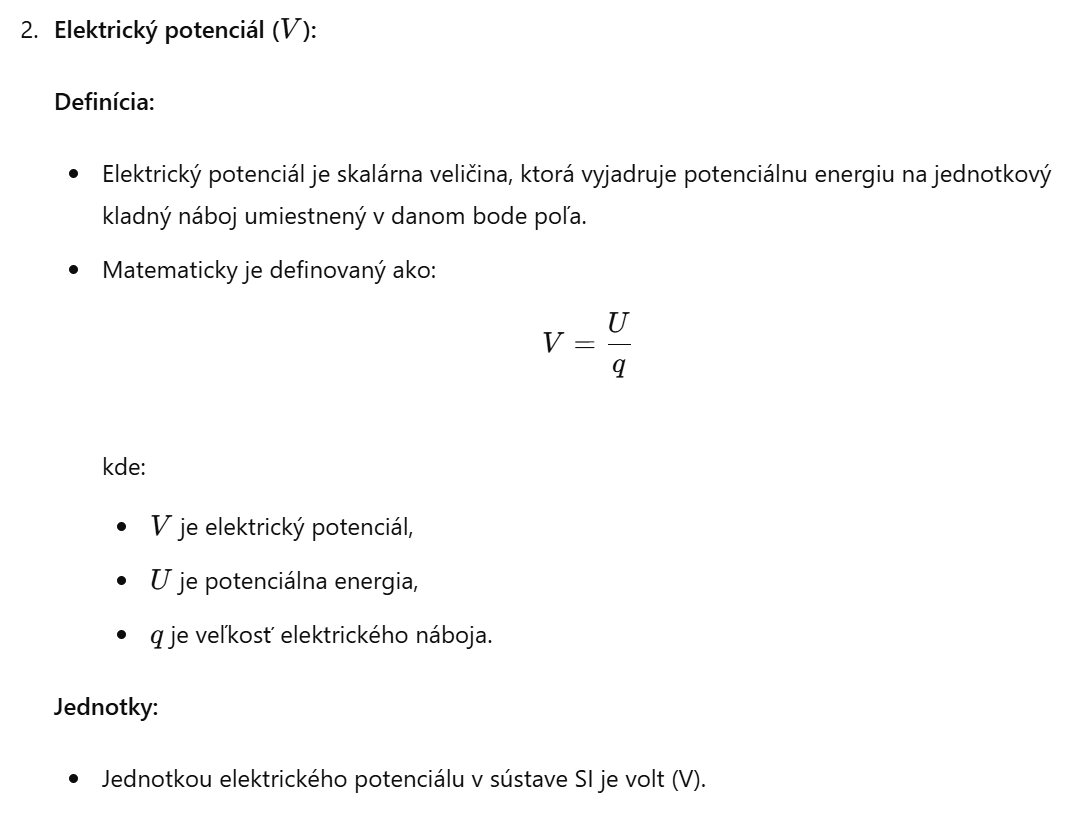 2. Elektrický potenciál (V):
Definícia:
• Elektrický potenciál je skalárna veličina, ktorá vyjadruje potenciálnu energiu na jednotkový
kladný náboj umiestnený v danom bode poľa.
• Matematicky je definovaný ako:
V = U/q
kde:
• V je elektrický potenciál,
• U je potenciálna energia,
• q je veľkosť elektrického náboja.
Jednotky:
• Jednotkou elektrického potenciálu v sústave SI je volt (V).